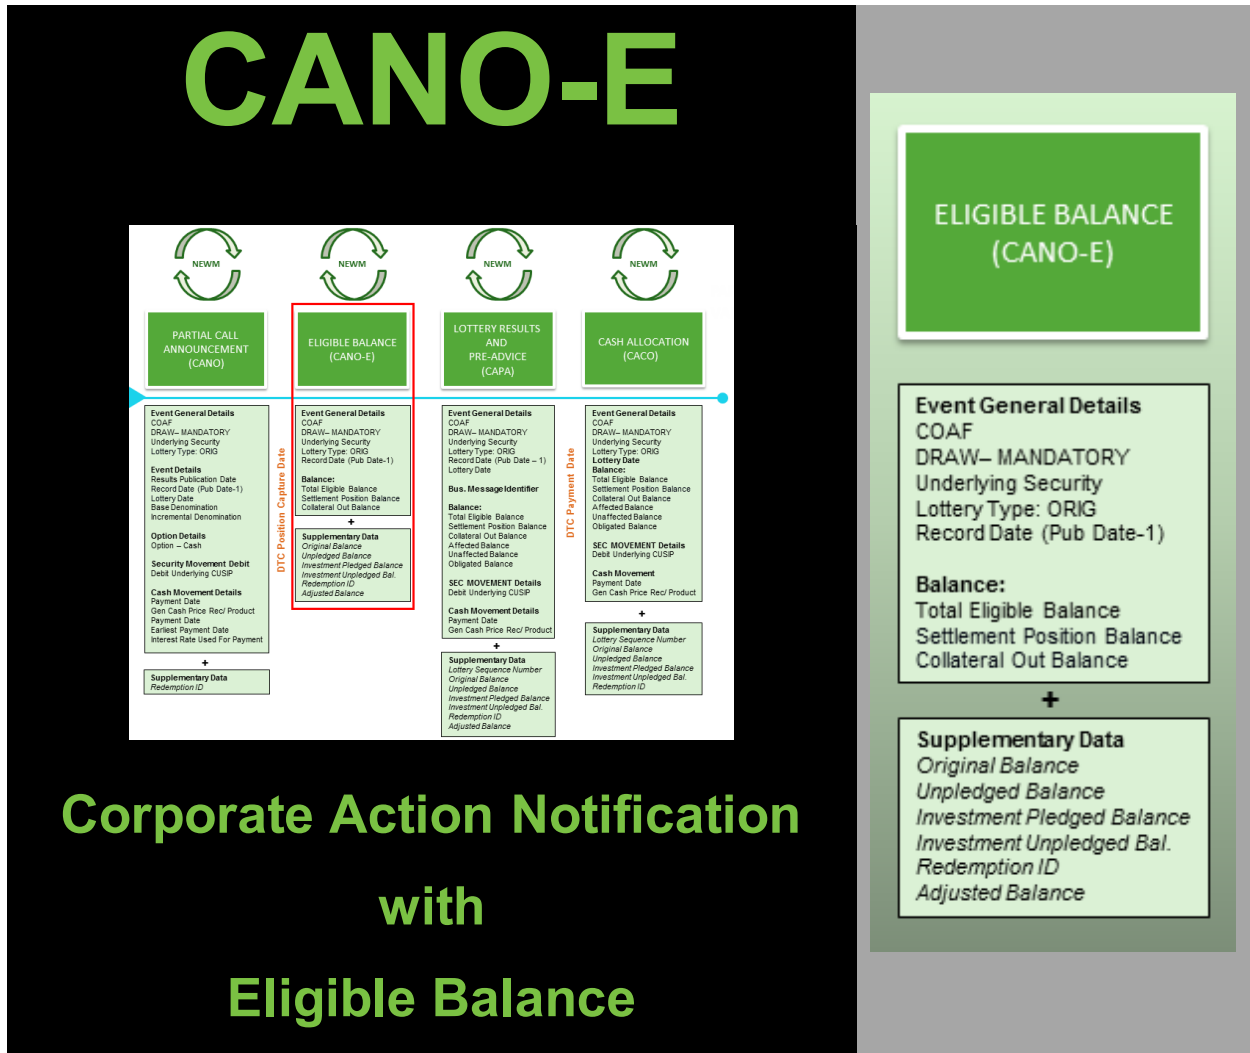 CANO-E
NEWM
NEWM
NEWM
NEWM
PARTIAL CALL
ANNOUNCEMENT
(CANO)
ELIGIBLE BALANCE
(CANO-E)
LOTTERY RESULTS
AND
PRE-ADVICE
(CAPA)
CASH ALLOCATION
(CACO)
Event General Details
COAF
DRAW– MANDATORY
Underlying Security
Lottery Type: ORIG
Event Details
Results Publication Date
Record Date (Pub Date-1)
Lottery Date
Base Denomination
Incremental Denomination
Option Details
Option – Cash
Security Movement Debit
Debit Underlying CUSIP
Cash Movement Details
Payment Date
Gen Cash Price Rec/ Product
Payment Date
Earliest Payment Date
Interest Rate Used For Payment
+
Supplementary Data
Redemption ID
DTC Position Capture Date
Event General Details
COAF
DRAW– MANDATORY
Underlying Security
Lottery Type: ORIG
Record Date (Pub Date-1)
Balance:
Total Eligible Balance
Settlement Position Balance
Collateral Out Balance
+
Supplementary Data
Original Balance
Unpledged Balance
Investment Pledged Balance
Investment Unpledged Bal.
Redemption ID
Adjusted Balance
Event General Details
COAF
DRAW– MANDATORY
Underlying Security
Lottery Type: ORIG
Record Date (Pub Date – 1)
Lottery Date
Bus. Message Identifier
Balance:
Total Eligible Balance
Settlement Position Balance
Collateral Out Balance
Affected Balance
Unaffected Balance
Obligated Balance
SEC MOVEMENT Details
Debit Underlying CUSIP
Cash Movement Details
Payment Date
Gen Cash Price Rec/ Product
+
Supplementary Data
Lottery Sequence Number
Original Balance
Unpledged Balance
Investment Pledged Balance
Investment Unpledged Bal.
Redemption ID
Adjusted Balance
DTC Payment Date
Event General Details
COAF
DRAW– MANDATORY
Underlying Security
Lottery Type: ORIG
Lottery Date
Balance:
Total Eligible Balance
Settlement Position Balance
Collateral Out Balance
Affected Balance
Unaffected Balance
Obligated Balance
SEC MOVEMENT Details
Debit Underlying CUSIP
Cash Movement
Payment Date
Gen Cash Price Rec/ Product
+
Supplementary Data
Lottery Sequence Number
Original Balance
Unpledged Balance
Investment Pledged Balance
Investment Unpledged Bal.
Redemption ID
Corporate Action Notification
with
Eligible Balance
ELIGIBLE BALANCE
(CANO-E)
Event General Details
COAF
DRAW– MANDATORY
Underlying Security
Lottery Type: ORIG
Record Date (Pub Date-1)
Balance:
Total Eligible Balance
Settlement Position Balance
Collateral Out Balance
+
Supplementary Data
Original Balance
Unpledged Balance
Investment Pledged Balance
Investment Unpledged Bal.
Redemption ID
Adjusted Balance